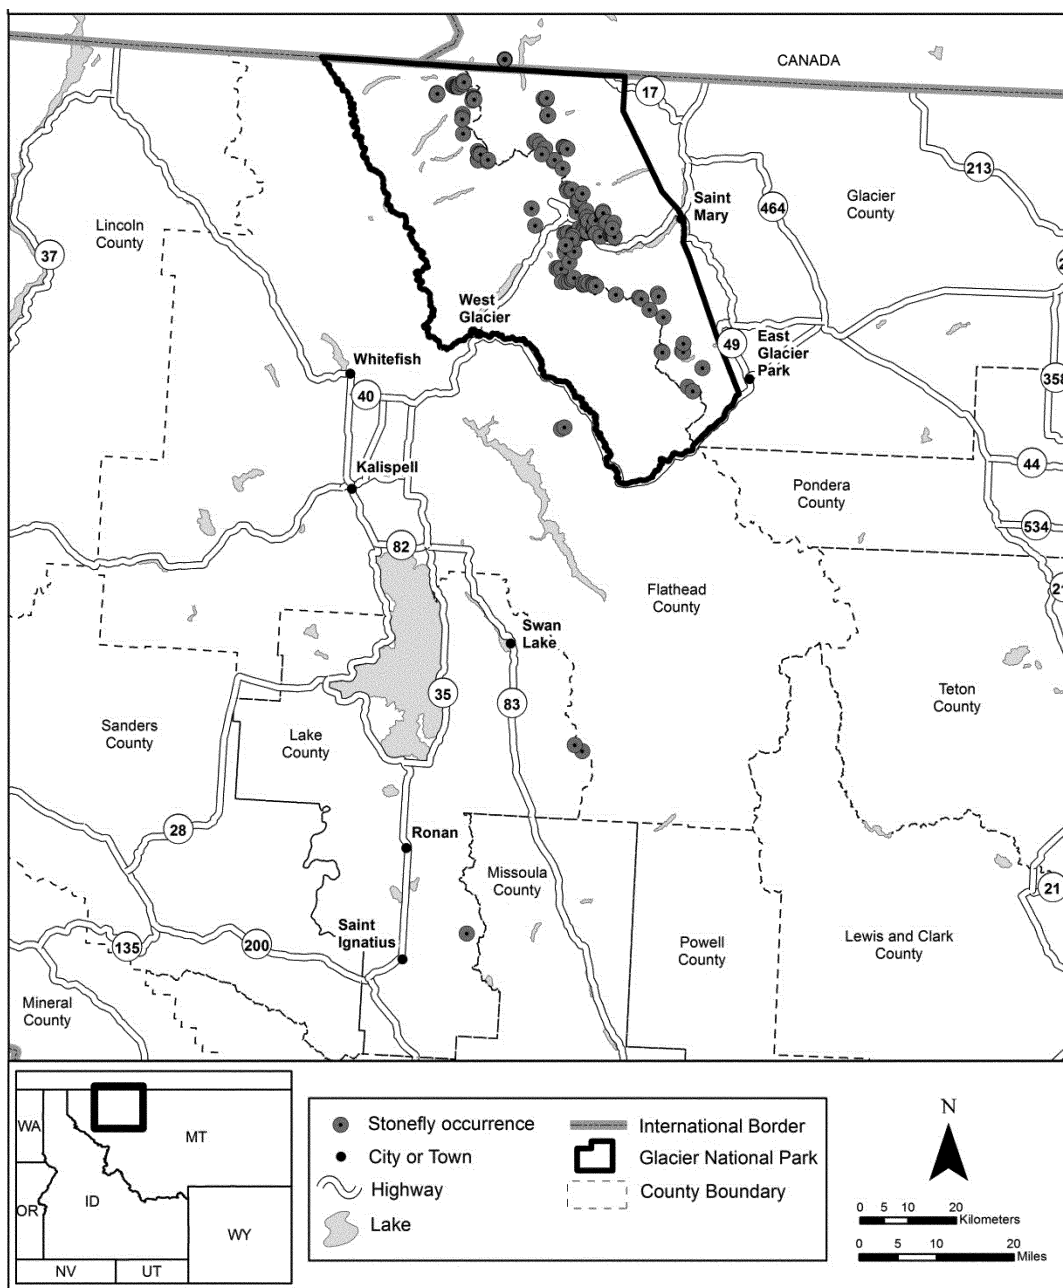 CANADA
17
213
Lincoln
County
Saint
Mary
464
Glacier
County
37
2
West
Glacier
49
East
Glacier
Park
Whitefish
40
358
Kalispell
44
Pondera
County
534
82
Flathead
County
21
Swan
Lake
35
83
Teton
County
Sanders
County
Lake
County
28
Ronan
Missoula
County
21
Saint
Ignatius
135
200
Powell
County
Lewis and Clark
County
Mineral
County
WA
MT
OR
ID
WY
NV
UT
Stonefly occurrence
City or Town
Highway
Lake
International Border
Glacier National Park
County Boundary
N
0 5 10 20
Kilometers
0 5 10 20
Miles